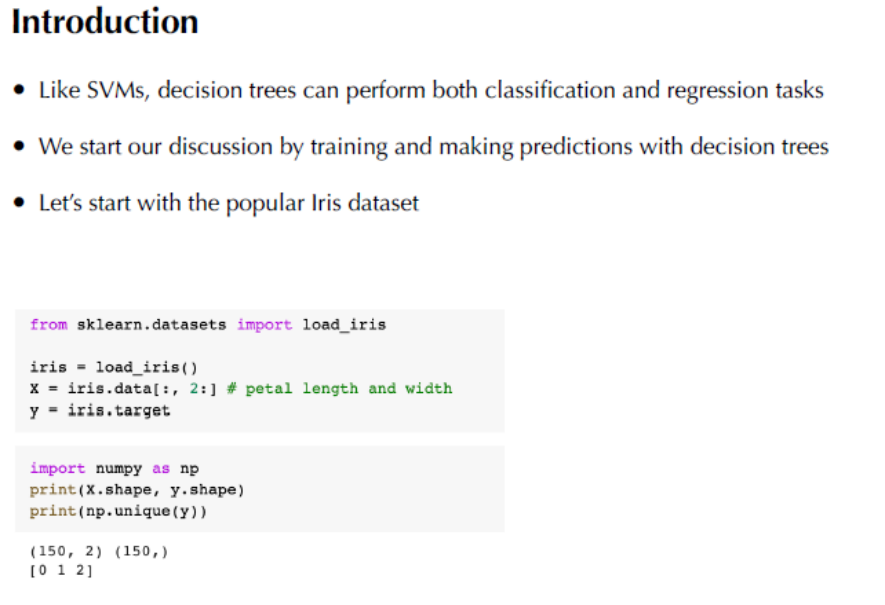 Introduction
• Like SVMs, decision trees can perform both classification and regression tasks
• We start our discussion by training and making predictions with decision trees
• Let's start with the popular Iris dataset
from sklearn.datasets import load_iris
iris = load_iris()
X = iris.data[:, 2:] # petal length and width
y = iris.target
import numpy as np
print(X.shape, y.shape)
print(np.unique(y))
(150, 2) (150,)
[0 1 2]